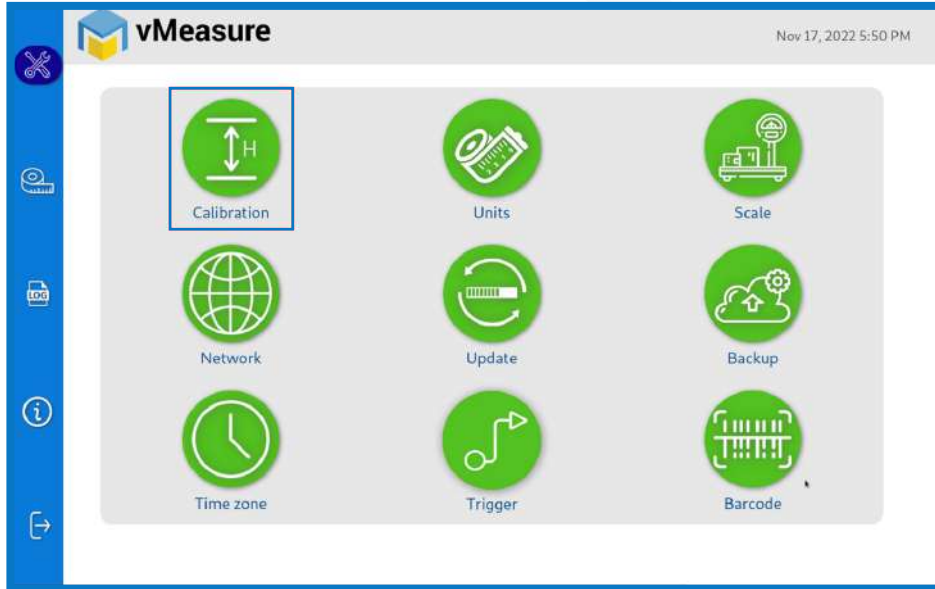 vMeasure
Nov 17, 2022 5:50 PM
H
Calibration
Units
Scale
LOG
Network
Update
Backup
Time zone
Trigger
Barcode